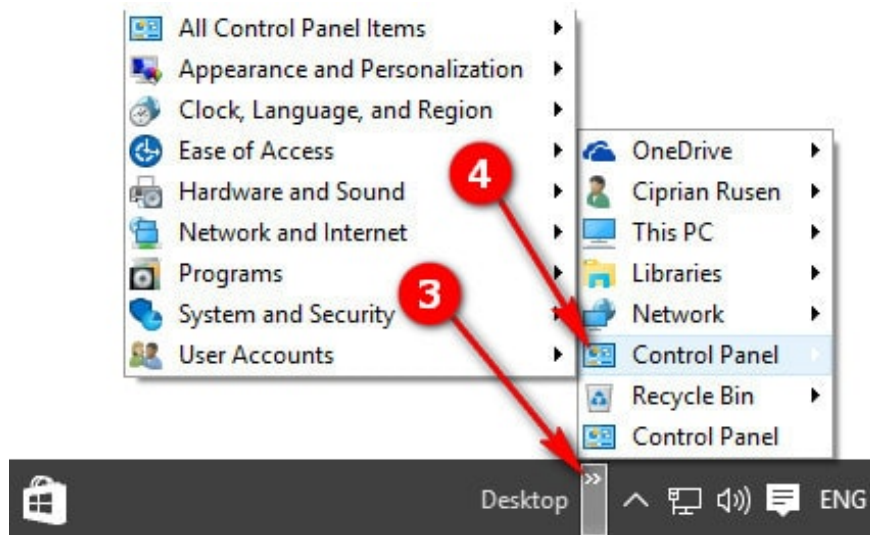 All Control Panel Items
Appearance and Personalization
Clock, Language, and Region
Ease of Access
Hardware and Sound
Network and Internet
Programs
System and Security
User Accounts
4
3
OneDrive
Ciprian Rusen
This PC
Libraries
Network
Control Panel
Recycle Bin
Control Panel
Desktop » ENG